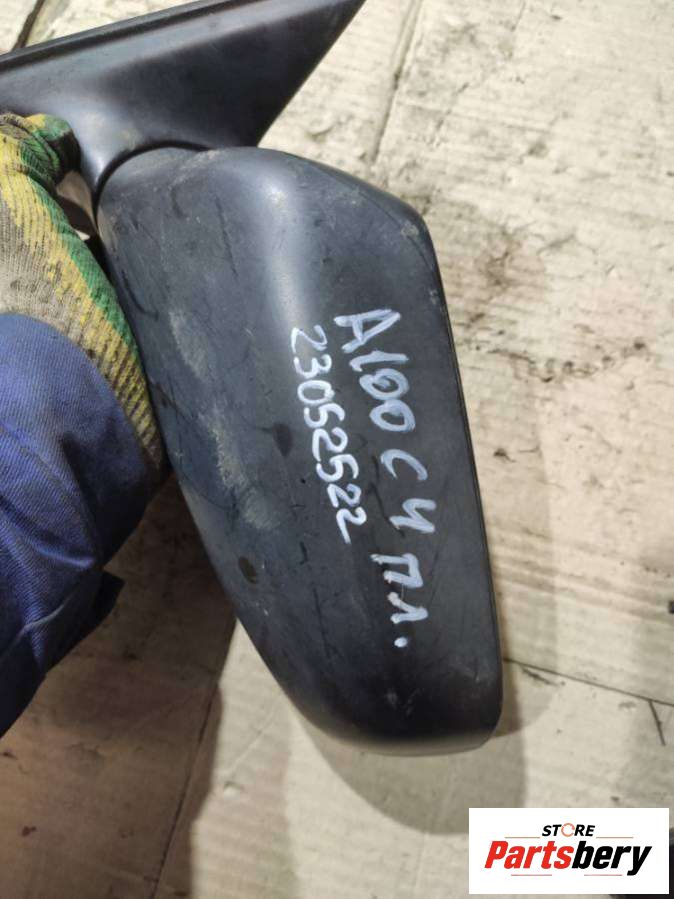 A100 C4 П.Л.
23052522
STORE
Partsbery